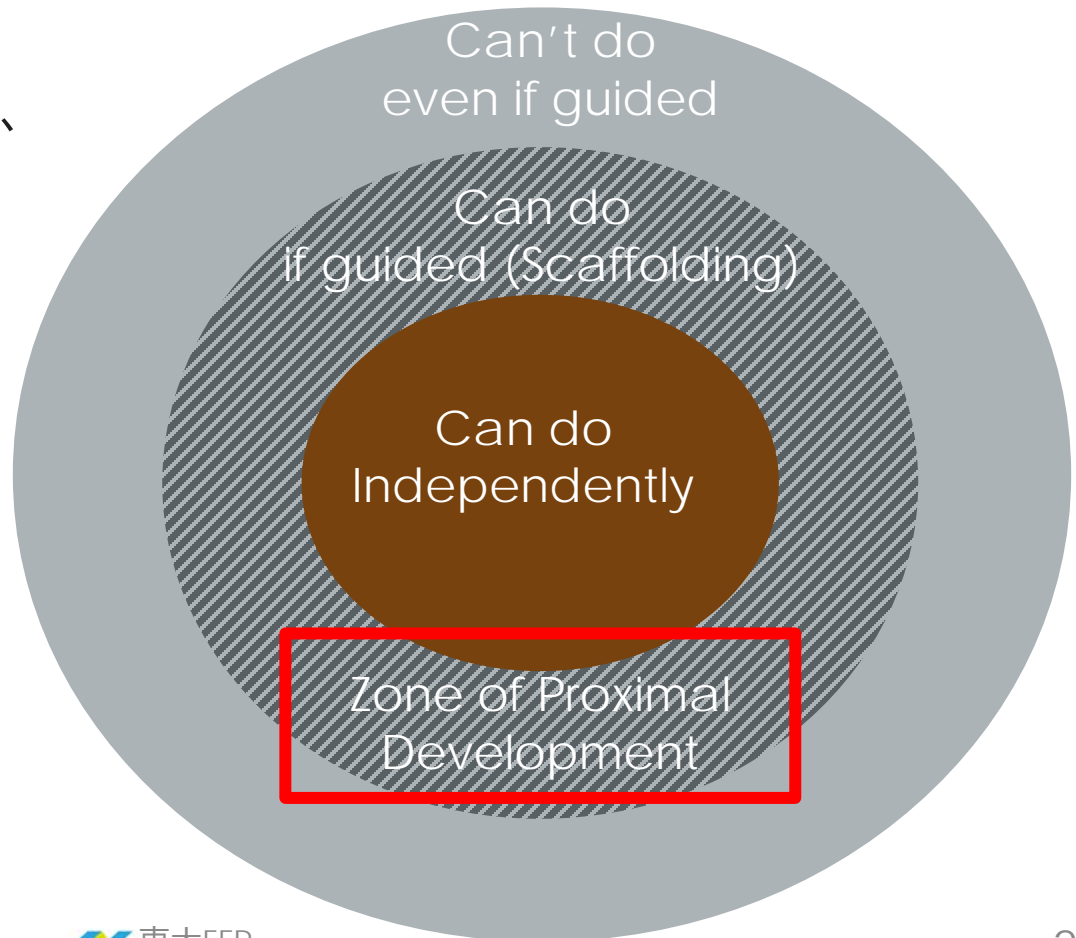 、
Can't do
even if guided
Can do
if guided (Scaffolding)
Can do
Independently
Zone of Proximal
Development